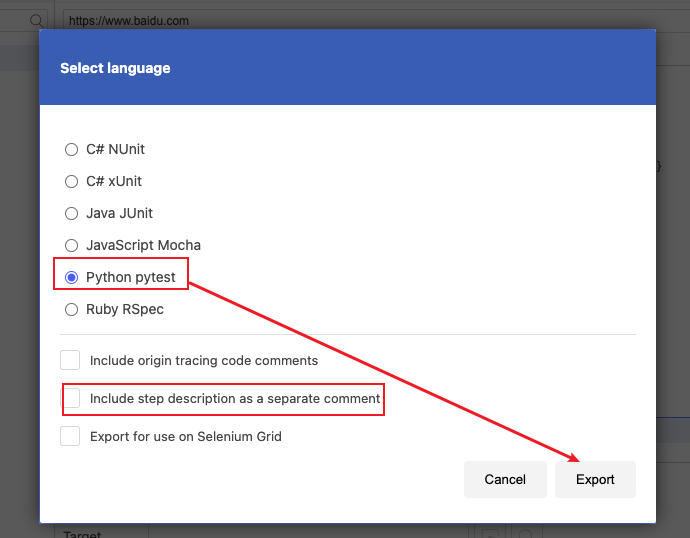 https://www.baidu.com
Select language
C# NUnit
C# xUnit
}
Java JUnit
JavaScript Mocha
Python pytest
Ruby RSpec
Include origin tracing code comments
Include step description as a separate comment
Export for use on Selenium Grid
Cancel
Export
Target